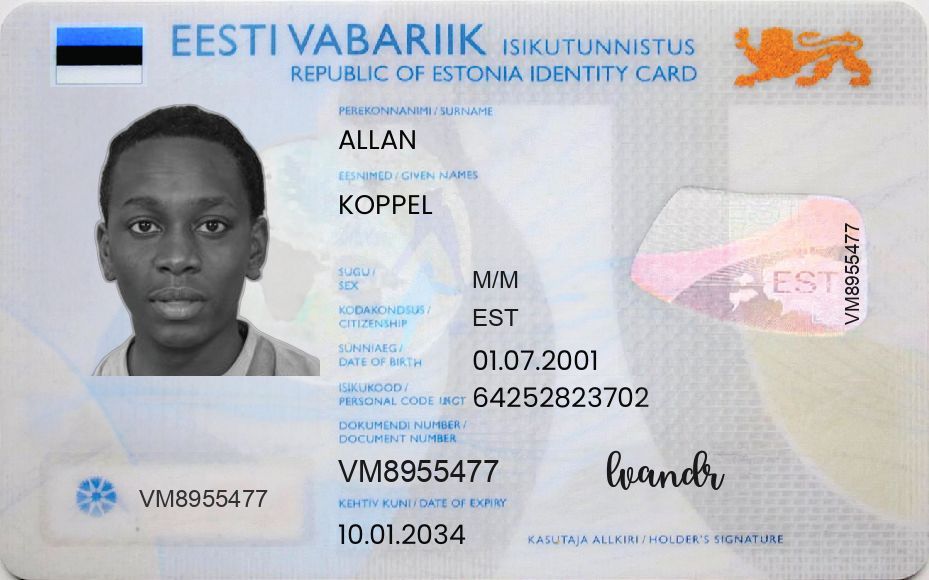 EESTI VABARIIK ISIKUTUNNISTUS
REPUBLIC OF ESTONIA IDENTITY CARD
PEREKONNANIMI / SURNAME
ALLAN
EESNIMED / GIVEN NAMES
KOPPEL
SUGU /
SEX
M/M
KODAKONDSUS /
CITIZENSHIP
EST
SÜNNIAEG /
DATE OF BIRTH
01.07.2001
ISIKUKOOD /
PERSONAL CODE
64252823702
DOKUMENDI NUMBER /
DOCUMENT NUMBER
VM8955477
KEHTIV KUNI / DATE OF EXPIRY
10.01.2034
VM8955477
EST
VM8955477
lvandr
KASUTAJA ALLKIRI / HOLDER'S SIGNATURE